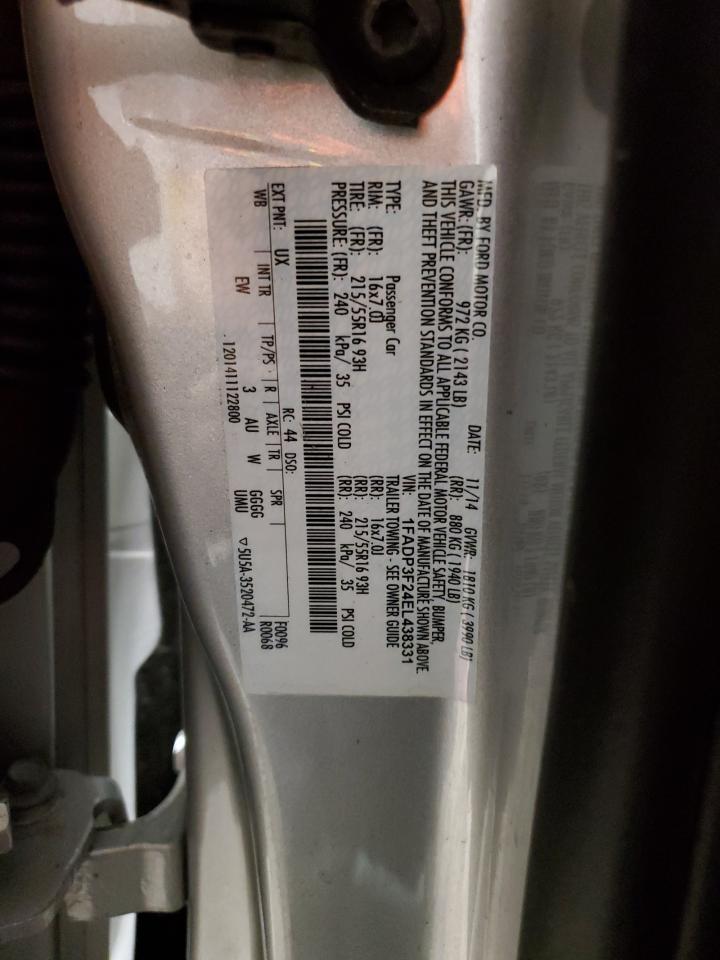 MFD. BY FORD MOTOR CO. DATE: 11/14 GVWR: 1810 KG ( 3990 LB)
GAWR: (FR): 972 KG ( 2143 LB) (RR): 880 KG ( 1940 LB)
THIS VEHICLE CONFORMS TO ALL APPLICABLE FEDERAL MOTOR VEHICLE SAFETY, BUMPER,
AND THEFT PREVENTION STANDARDS IN EFFECT ON THE DATE OF MANUFACTURE SHOWN ABOVE.
VIN: 1FADP3F24EL438331
TYPE: Passenger Car TRAILER TOWING - SEE OWNER GUIDE
RIM: (FR): 16x7.0J (RR): 16x7.0J
TIRE: (FR): 215/55R16 93H (RR): 215/55R16 93H
PRESSURE: (FR): 240 kPa/ 35 PSI COLD (RR): 240 kPa/ 35 PSI COLD
EXT PNT: UX RC: 44 DSO: F0096
WB | INT TR | TP/PS | R | AXLE | TR | SPR | R0068
EW 3 AU W GGGG
UMU
1201411122800 ▽5U5A-3520472-AA